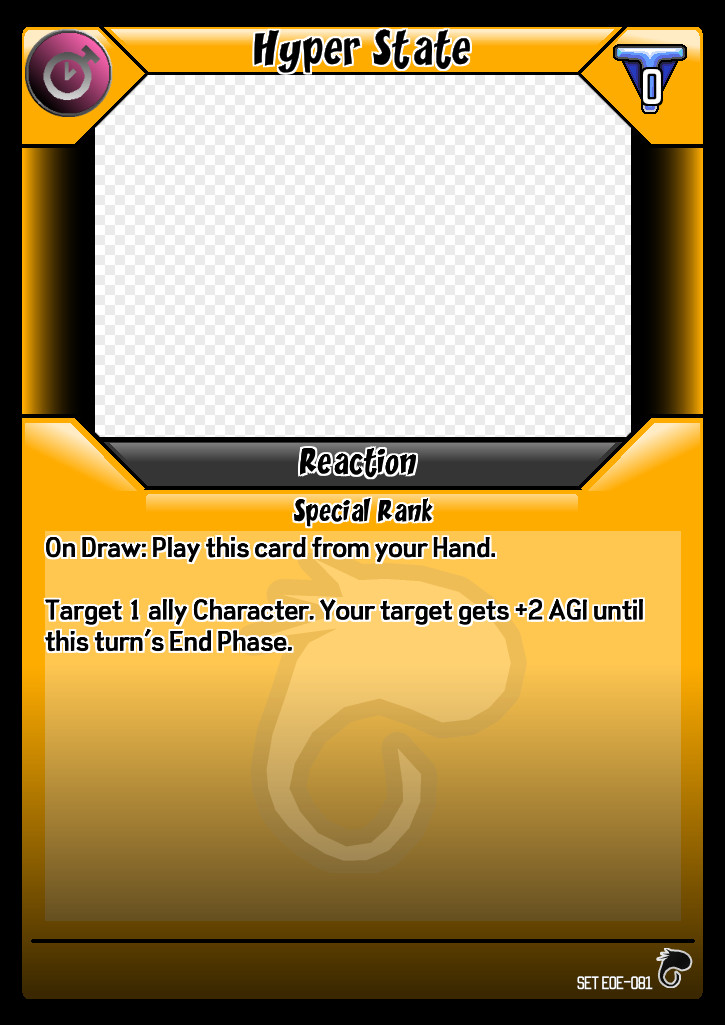 Hyper State
0
Reaction
Special Rank
On Draw: Play this card from your Hand.
Target 1 ally Character. Your target gets +2 AGI until
this turn's End Phase.
SET EOE-081